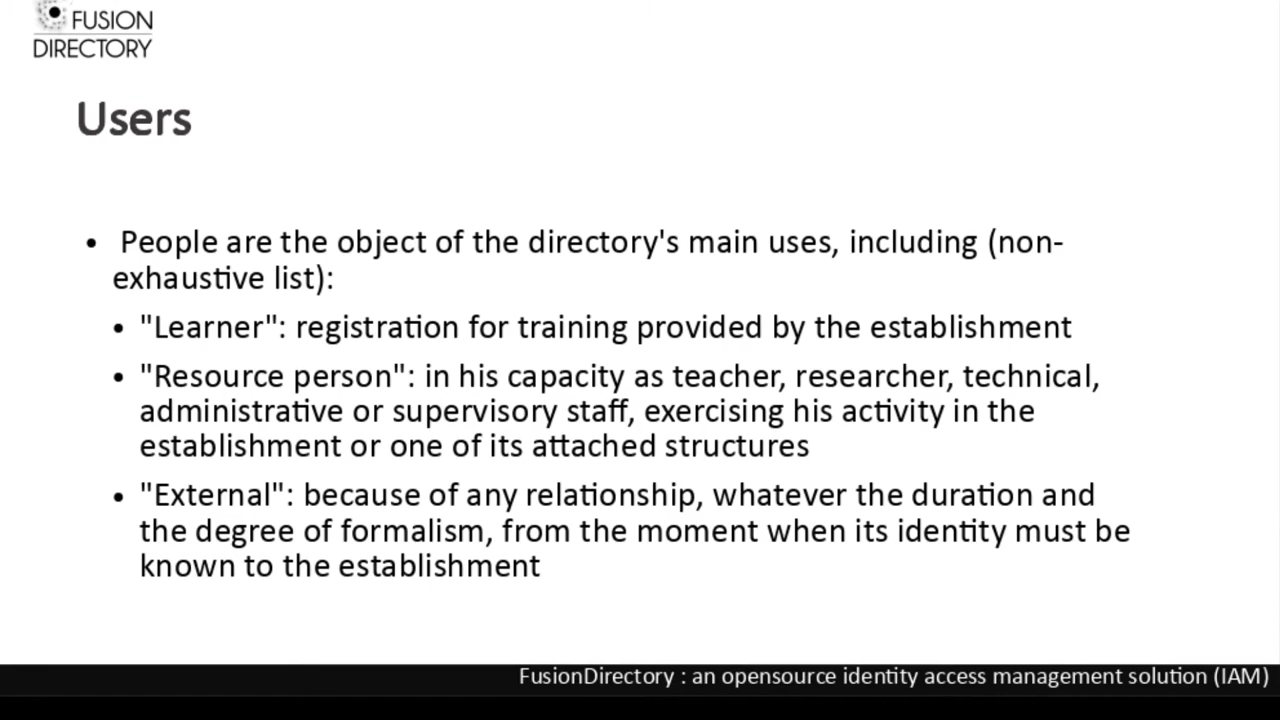 FUSION
DIRECTORY
Users
• People are the object of the directory's main uses, including (non-
exhaustive list):
• "Learner": registration for training provided by the establishment
• "Resource person": in his capacity as teacher, researcher, technical,
administrative or supervisory staff, exercising his activity in the
establishment or one of its attached structures
• "External": because of any relationship, whatever the duration and
the degree of formalism, from the moment when its identity must be
known to the establishment
FusionDirectory : an opensource identity access management solution (IAM)